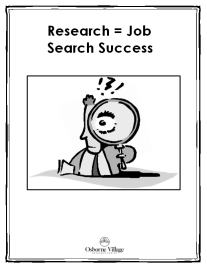 Research = Job
Search Success
!?!
Osborne Village